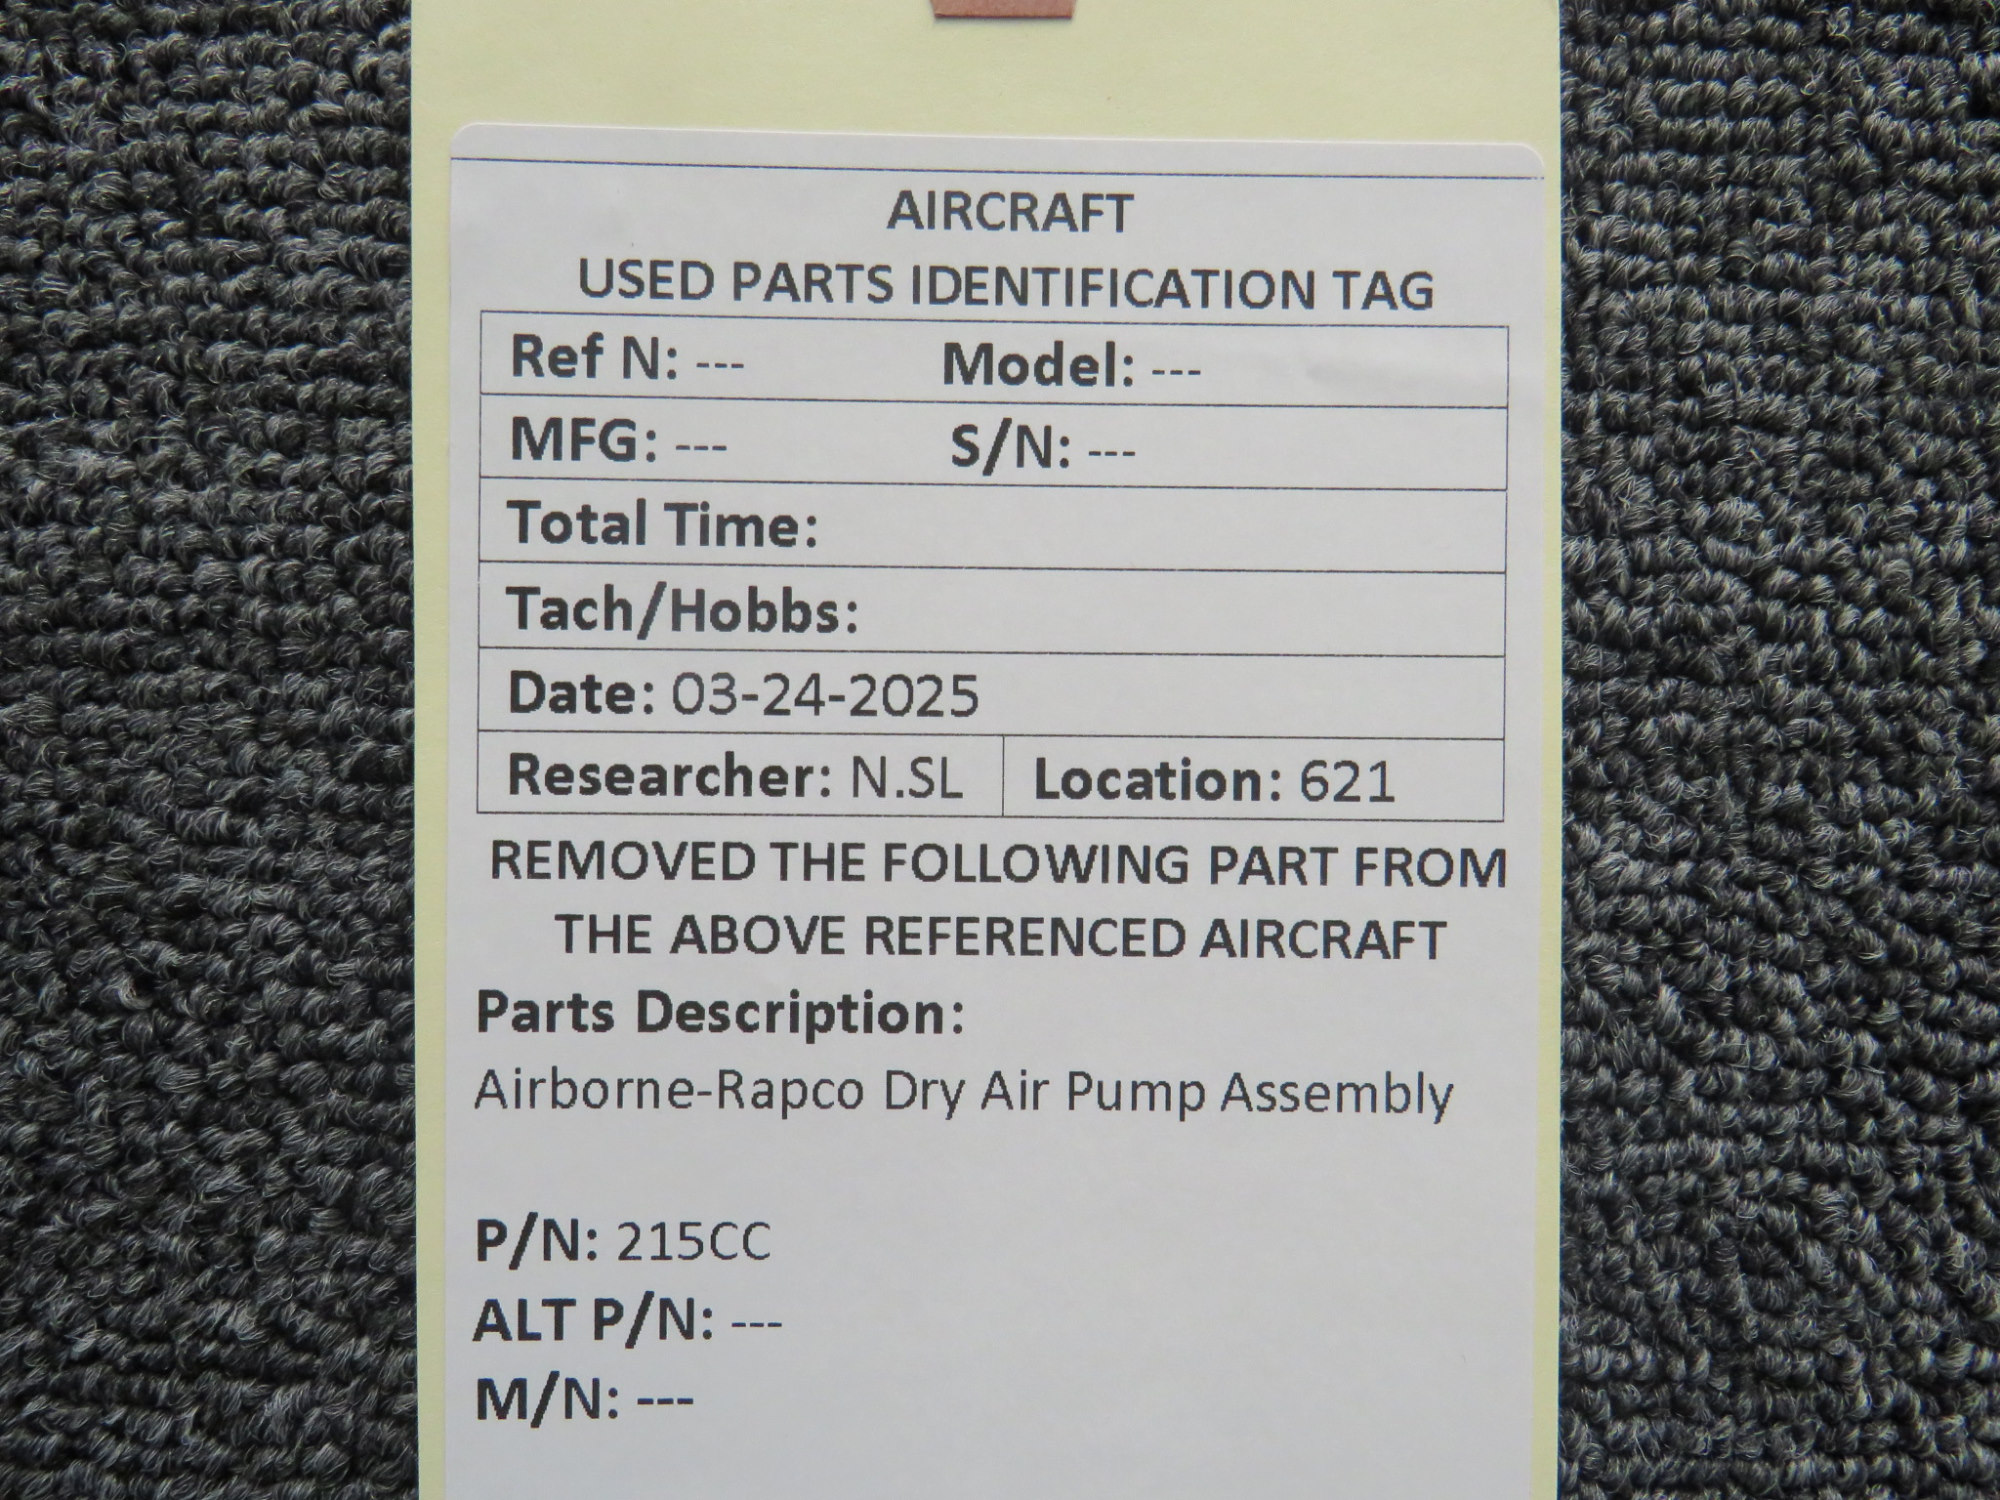 AIRCRAFT
USED PARTS IDENTIFICATION TAG
Ref N: --- Model: ---
MFG: --- S/N: ---
Total Time:
Tach/Hobbs:
Date: 03-24-2025
Researcher: N.SL Location: 621
REMOVED THE FOLLOWING PART FROM
THE ABOVE REFERENCED AIRCRAFT
Parts Description:
Airborne-Rapco Dry Air Pump Assembly
P/N: 215CC
ALT P/N: ---
M/N: ---